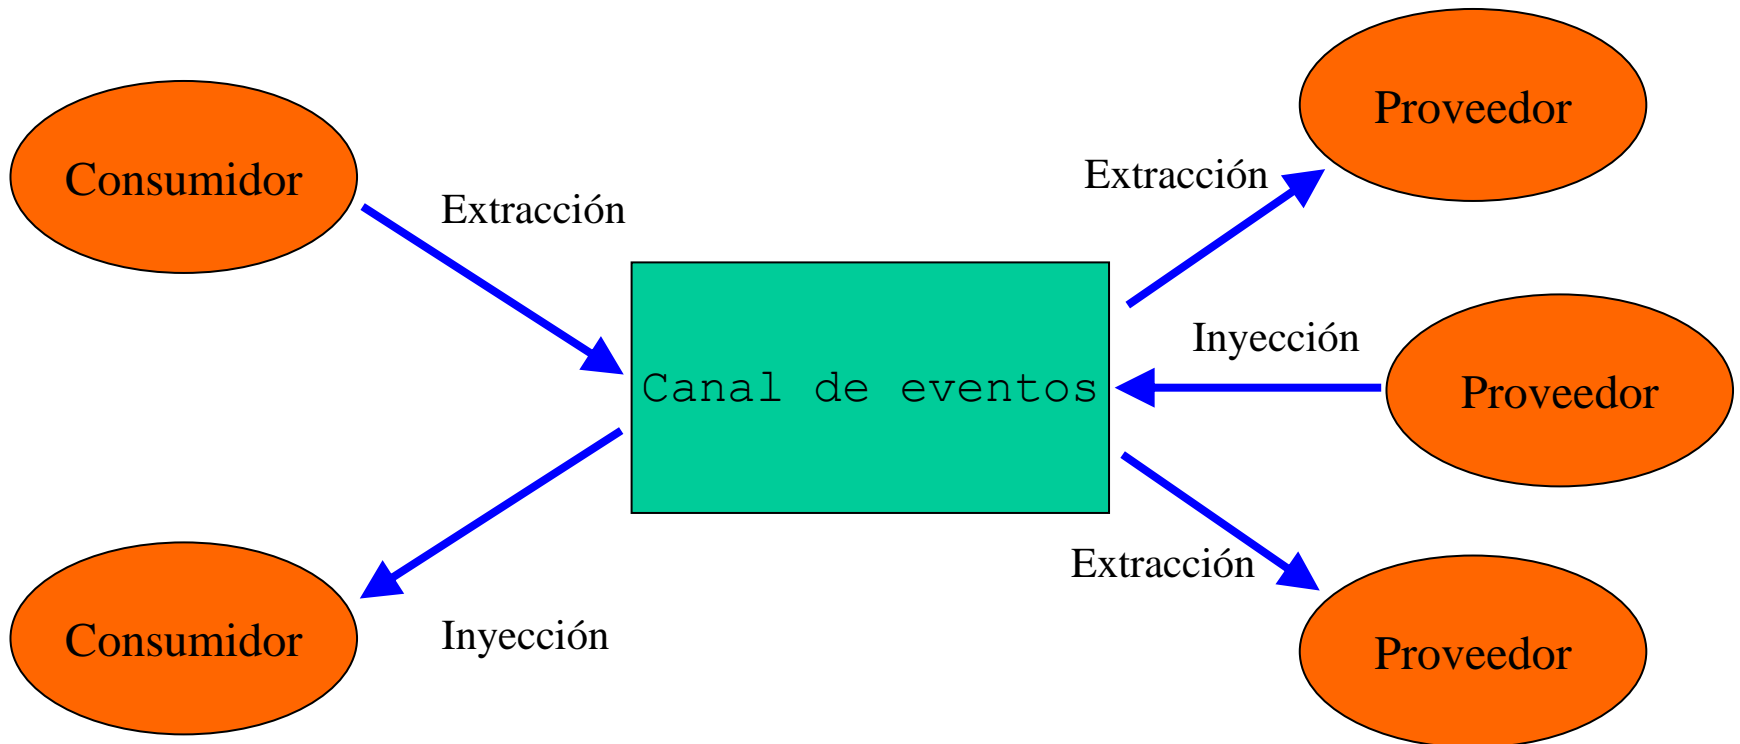 Proveedor
Consumidor
Extracción
Extracción
Inyección
Canal de eventos
Proveedor
Extracción
Consumidor
Inyección
Proveedor